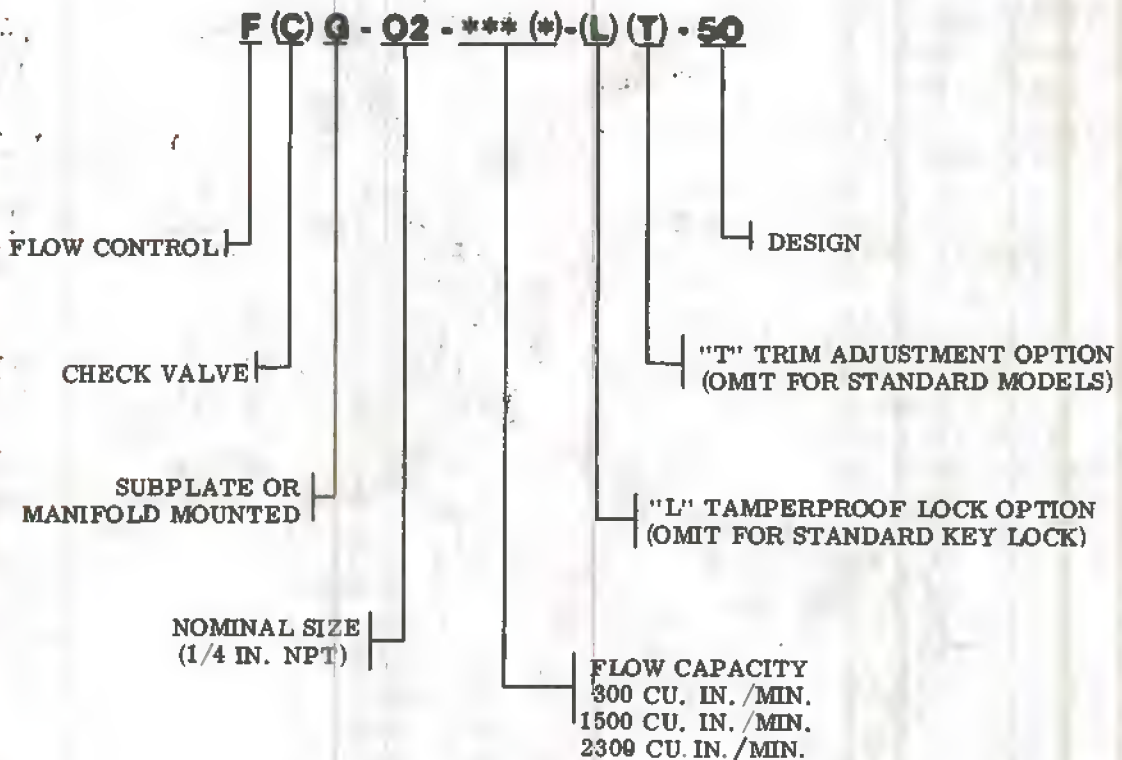 F (C) G - 02 - *** (*)-(L) (T) - 50
FLOW CONTROL
DESIGN
CHECK VALVE
"T" TRIM ADJUSTMENT OPTION
(OMIT FOR STANDARD MODELS)
SUBPLATE OR
MANIFOLD MOUNTED
"L" TAMPERPROOF LOCK OPTION
(OMIT FOR STANDARD KEY LOCK)
NOMINAL SIZE
(1/4 IN. NPT)
FLOW CAPACITY
300 CU. IN./MIN.
1500 CU. IN./MIN.
2309 CU. IN./MIN.